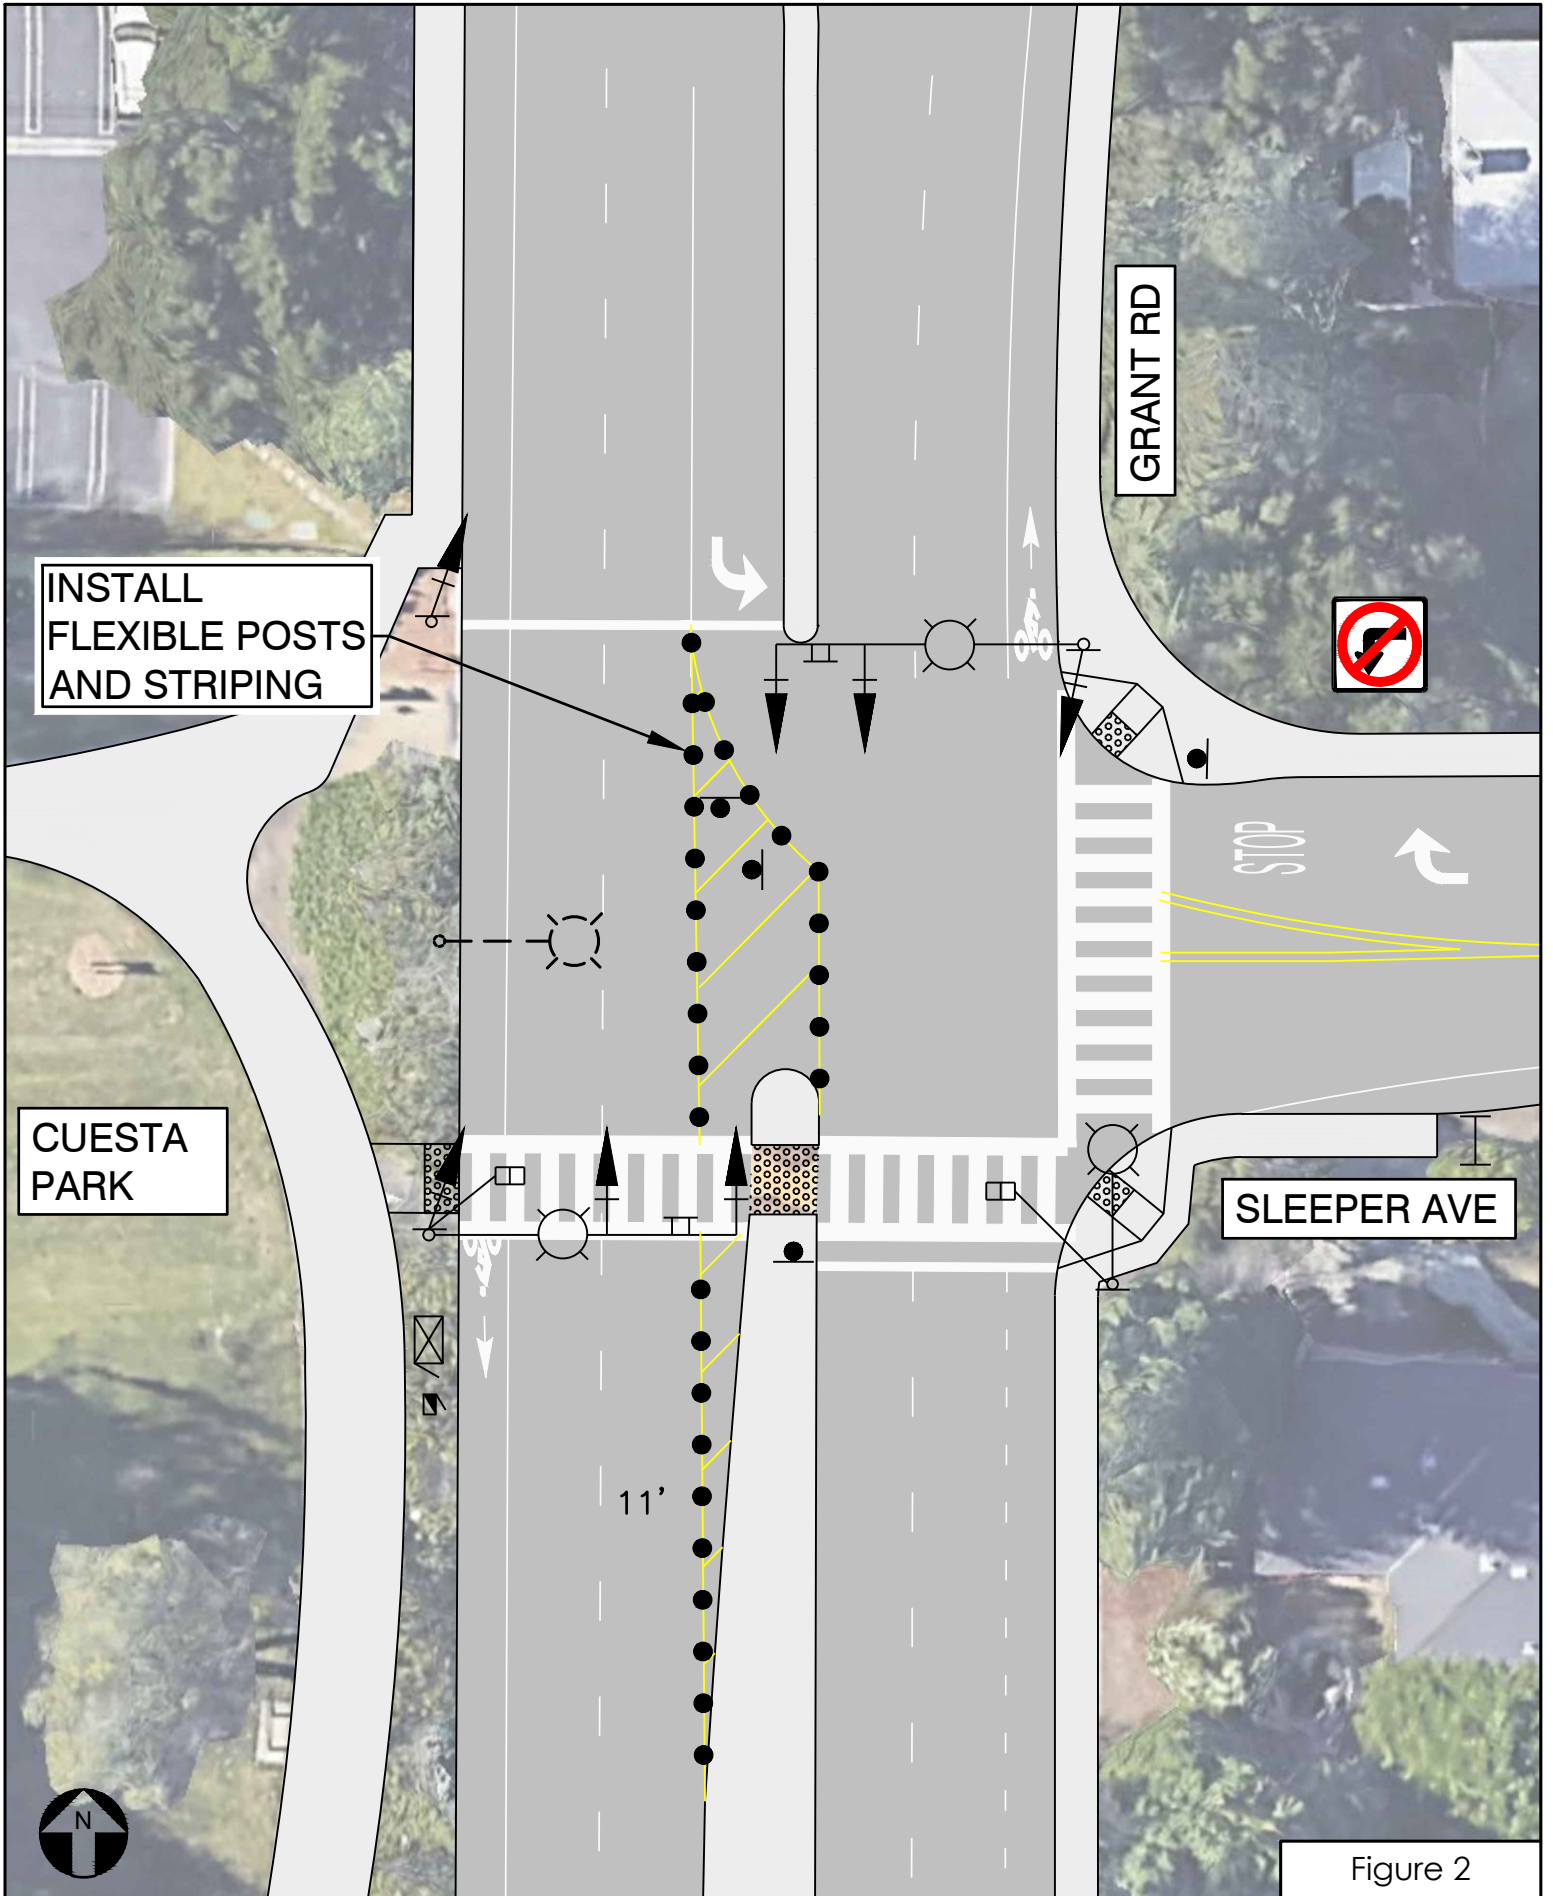 GRANT RD
INSTALL
FLEXIBLE POSTS
AND STRIPING
STOP
CUESTA
PARK
SLEEPER AVE
11'
N
Figure 2